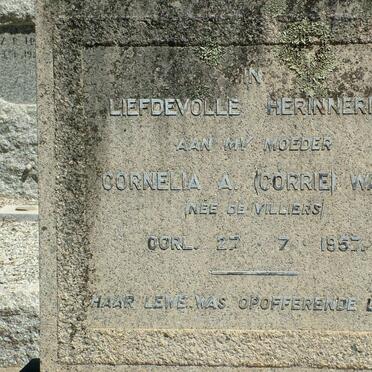 IN
LIEFDEVOLLE HERINNERI
AAN MY MOEDER
CORNELIA A. (CORRIE) WA
(NÉE DE VILLIERS)
OORL. 27 · 7 · 1957.
HAAR LEWE WAS OPOFFERENDE L